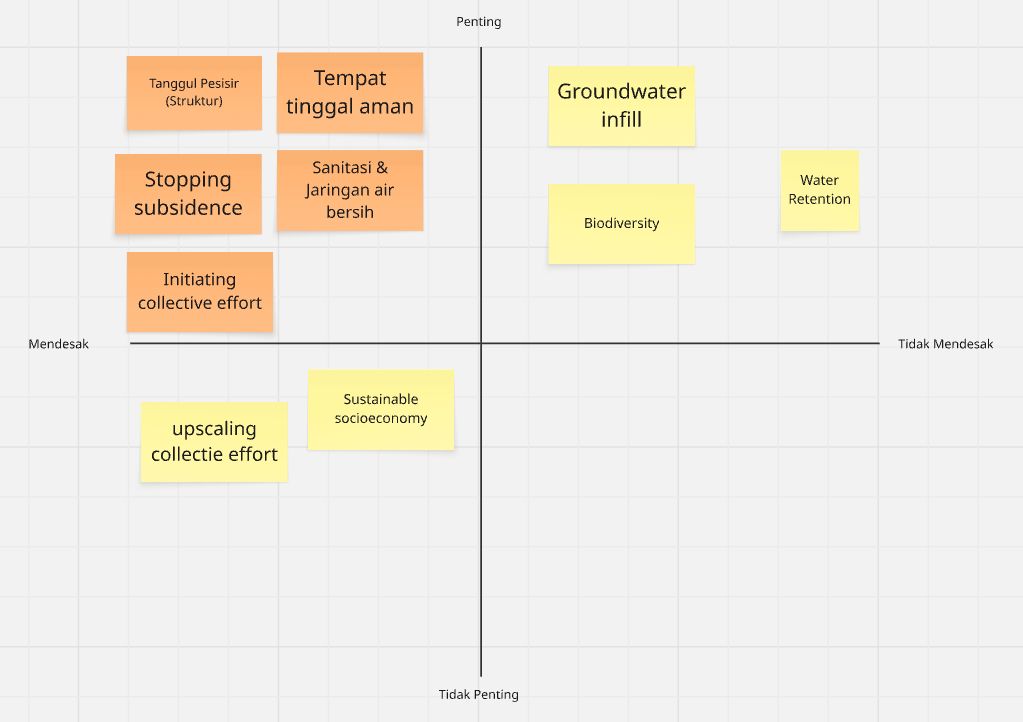 Penting
Tanggul Pesisir
(Struktur)
Tempat
tinggal aman
Groundwater
infill
Stopping
subsidence
Sanitasi &
Jaringan air
bersih
Water
Retention
Biodiversity
Initiating
collective effort
Mendesak
Tidak Mendesak
Sustainable
socioeconomy
upscaling
collectie effort
Tidak Penting